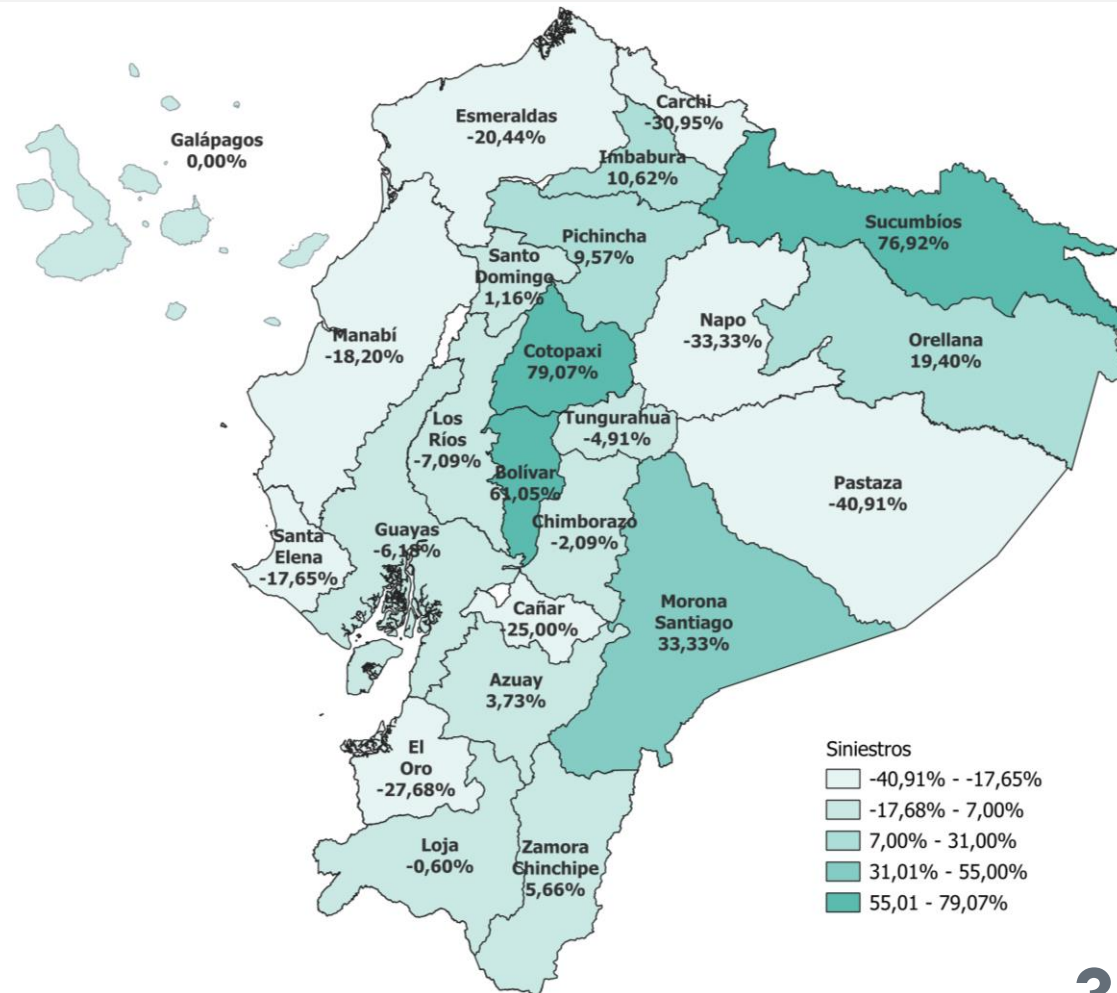 Galápagos
0,00%
Esmeraldas
-20,44%
Carchi
-30,95%
Imbabura
10,62%
Sucumbíos
76,92%
Pichincha
9,57%
Santo
Domingo
1,16%
Manabí
-18,20%
Cotopaxi
79,07%
Napo
-33,33%
Orellana
19,40%
Los
Ríos
-7,09%
Tungurahua
-4,91%
Bolívar
61,05%
Pastaza
-40,91%
Chimborazo
-2,09%
Guayas
-6,18%
Santa
Elena
-17,65%
Cañar
25,00%
Morona
Santiago
33,33%
Azuay
3,73%
El
Oro
-27,68%
Loja
-0,60%
Zamora
Chinchipe
5,66%
Siniestros
-40,91% - -17,65%
-17,68% - 7,00%
7,00% - 31,00%
31,01% - 55,00%
55,01 - 79,07%
3